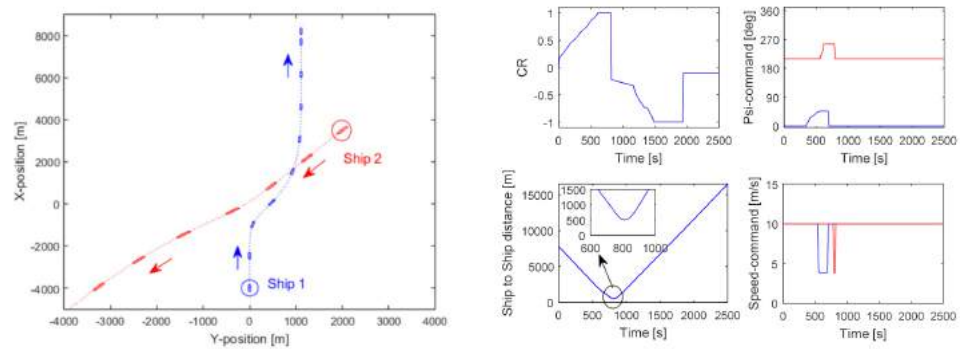 8000
6000
4000
2000
0
-2000
-4000
X-position [m]
Ship 2
Ship 1
-4000 -3000 -2000 -1000 0 1000 2000 3000 4000
Y-position [m]
1
0.5
0
-0.5
-1
CR
0 500 1000 1500 2000 2500
Time [s]
360
270
180
90
0
Psi-command [deg]
0 500 1000 1500 2000 2500
Time [s]
15000
10000
5000
0
Ship to Ship distance [m]
1500
1000
500
0
600 800 1000
0 500 1000 1500 2000 2500
Time [s]
15
10
5
0
Speed-command [m/s]
0 500 1000 1500 2000 2500
Time [s]